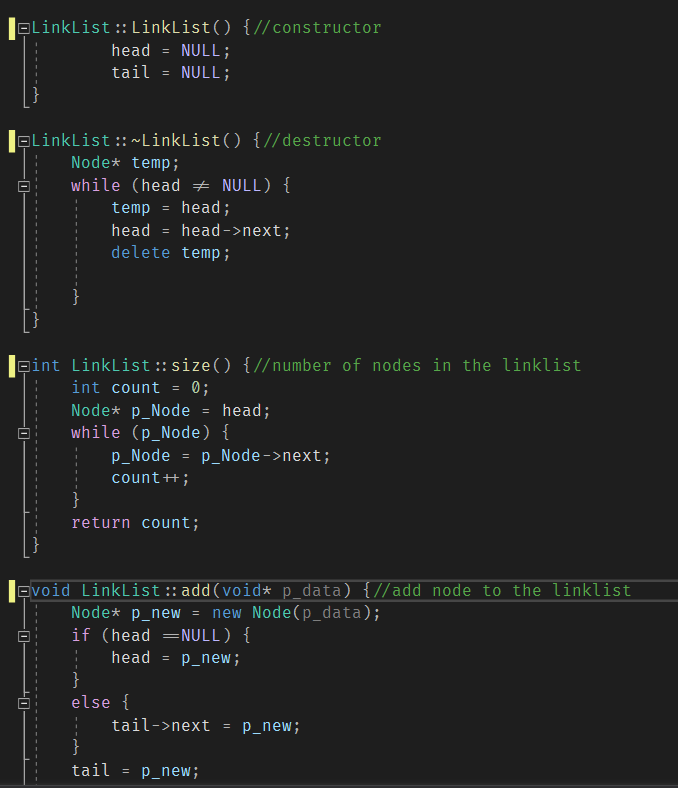 LinkList::LinkList() {//constructor
        head = NULL;
        tail = NULL;
}
LinkList::~LinkList() {//destructor
    Node* temp;
    while (head != NULL) {
        temp = head;
        head = head->next;
        delete temp;
    }
}
int LinkList::size() {//number of nodes in the linklist
    int count = 0;
    Node* p_Node = head;
    while (p_Node) {
        p_Node = p_Node->next;
        count++;
    }
    return count;
}
void LinkList::add(void* p_data) {//add node to the linklist
    Node* p_new = new Node(p_data);
    if (head ==NULL) {
        head = p_new;
    }
    else {
        tail->next = p_new;
    }
    tail = p_new;